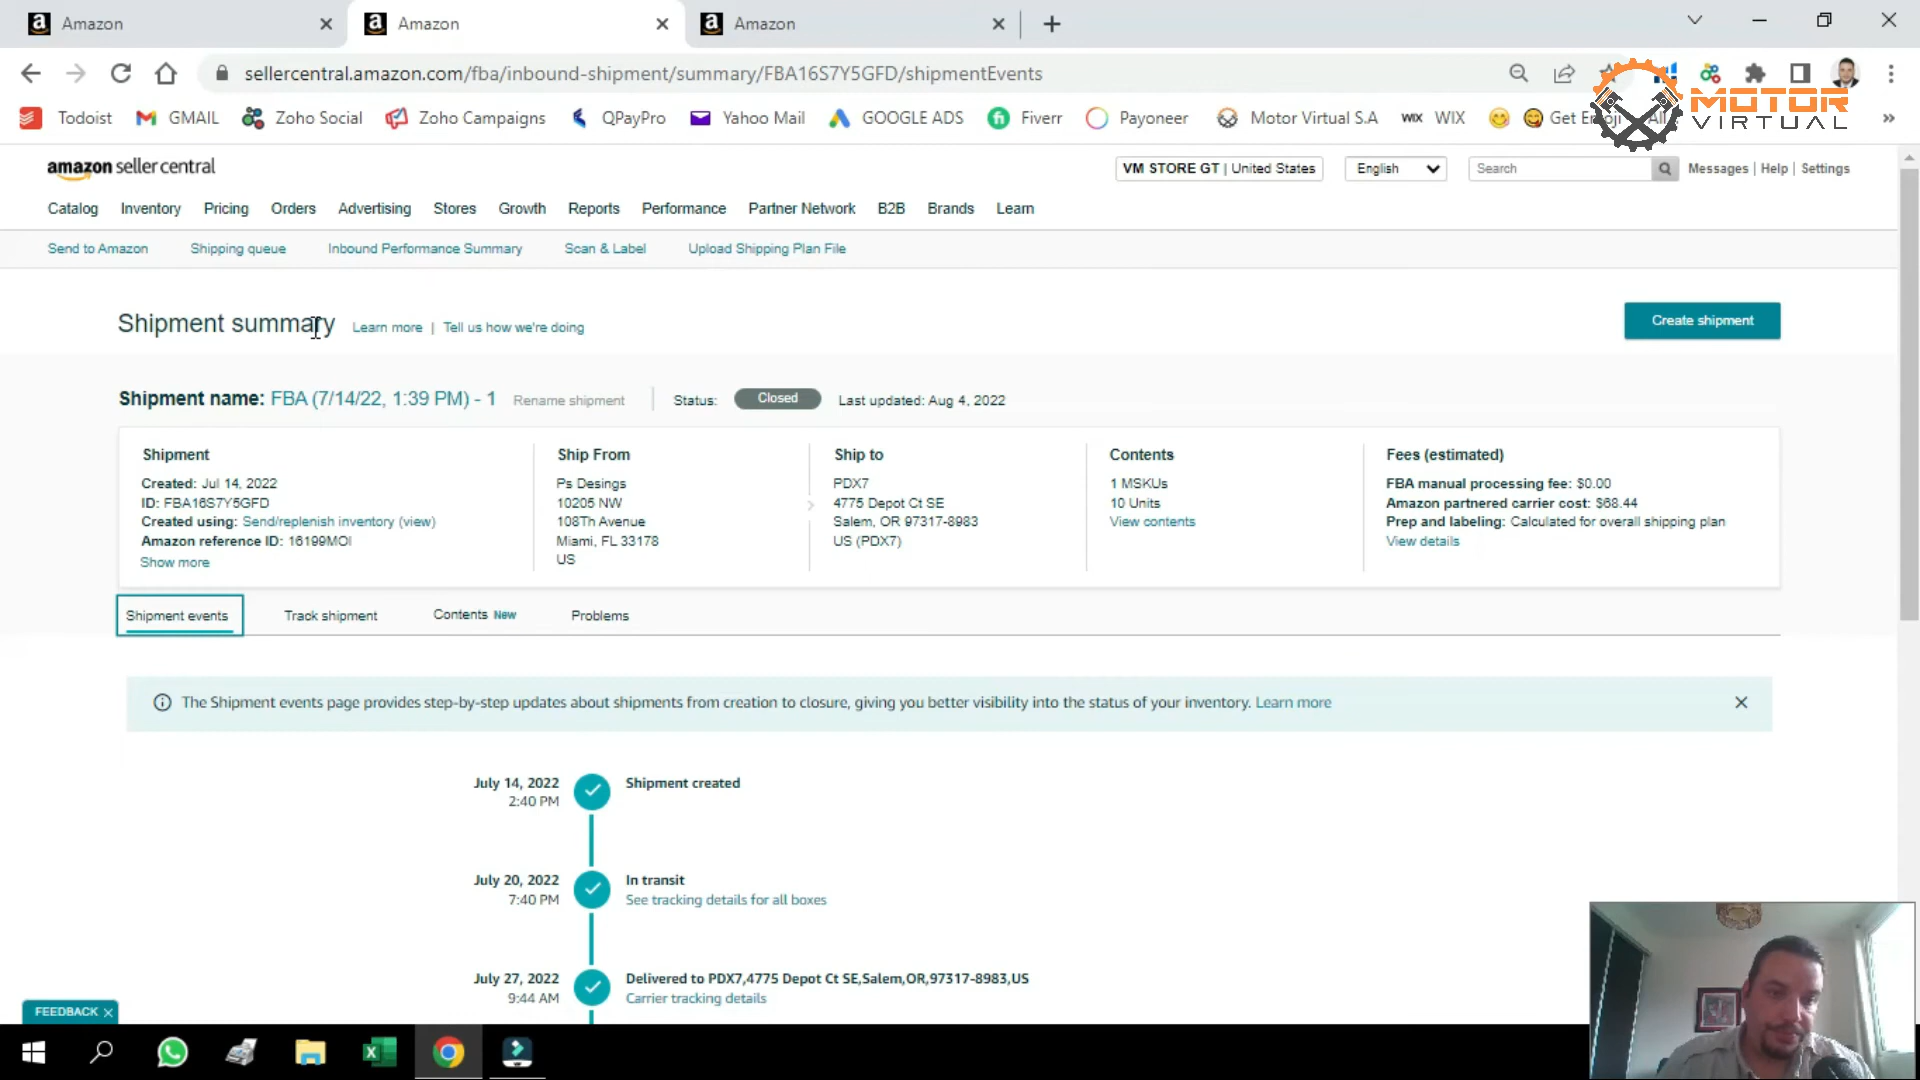 Amazon
Amazon
Amazon
sellercentral.amazon.com/fba/inbound-shipment/summary/FBA16S7Y5GFD/shipmentEvents
Todoist GMAIL Zoho Social Zoho Campaigns QPayPro Yahoo Mail GOOGLE ADS Fiverr Payoneer Motor Virtual S.A WIX WIX Get
MOTOR
VIRTUAL
amazon seller central
VM STORE GT | United States English Search Messages | Help | Settings
Catalog Inventory Pricing Orders Advertising Stores Growth Reports Performance Partner Network B2B Brands Learn
Send to Amazon Shipping queue Inbound Performance Summary Scan & Label Upload Shipping Plan File
Shipment summary Learn more | Tell us how we're doing Create shipment
Shipment name: FBA (7/14/22, 1:39 PM) - 1 Rename shipment Status: Closed Last updated: Aug 4, 2022
Shipment
Created: Jul 14, 2022
ID: FBA16S7Y5GFD
Created using: Send/replenish inventory (view)
Amazon reference ID: 16199MOI
Show more
Ship From
Ps Desings
10205 NW
108Th Avenue
Miami, FL 33178
US
Ship to
PDX7
4775 Depot Ct SE
Salem, OR 97317-8983
US (PDX7)
Contents
1 MSKUs
10 Units
View contents
Fees (estimated)
FBA manual processing fee: $0.00
Amazon partnered carrier cost: $68.44
Prep and labeling: Calculated for overall shipping plan
View details
Shipment events Track shipment Contents New Problems
The Shipment events page provides step-by-step updates about shipments from creation to closure, giving you better visibility into the status of your inventory. Learn more
July 14, 2022 Shipment created
2:40 PM
July 20, 2022 In transit
7:40 PM See tracking details for all boxes
July 27, 2022 Delivered to PDX7,4775 Depot Ct SE,Salem,OR,97317-8983,US
9:44 AM Carrier tracking details
FEEDBACK